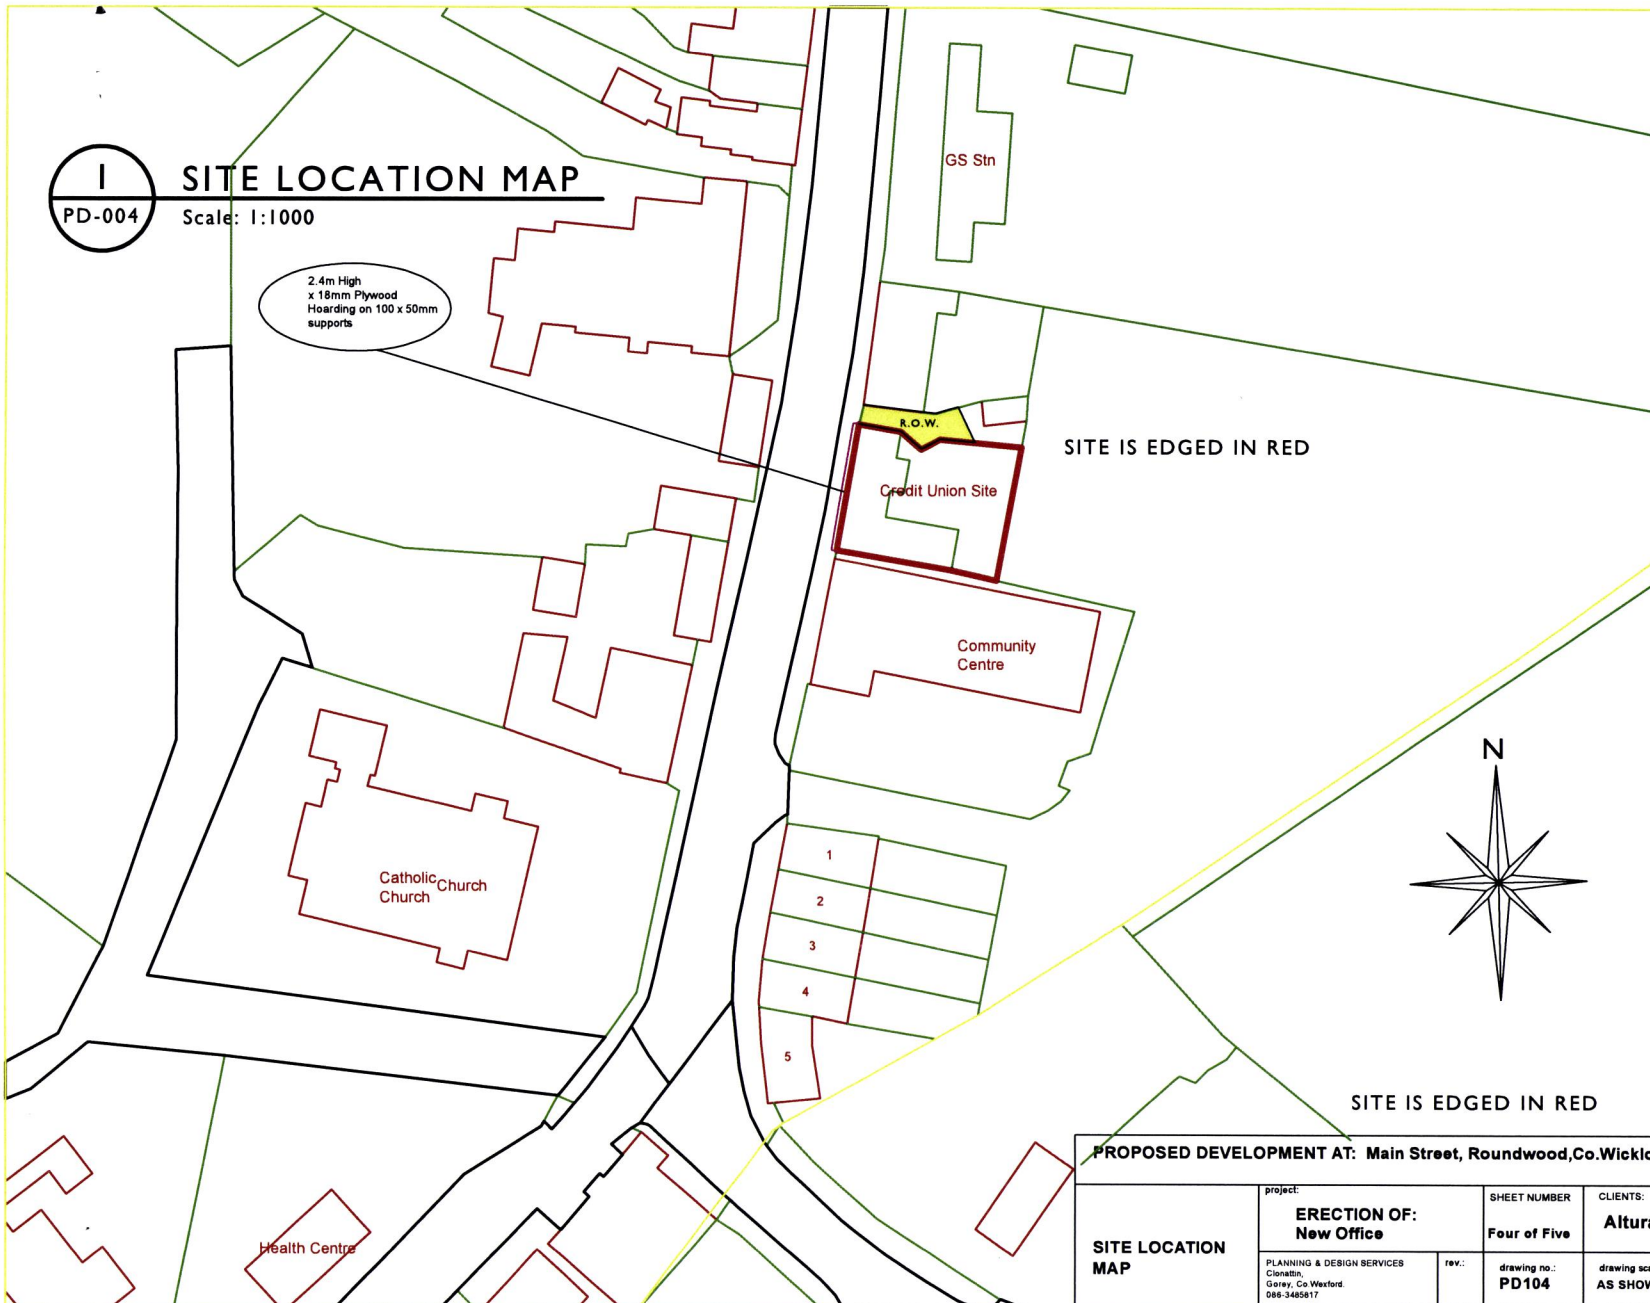 1
PD-004
SITE LOCATION MAP
Scale: 1:1000
2.4m High
x 18mm Plywood
Hoarding on 100 x 50mm
supports
GS Stn
R.O.W.
SITE IS EDGED IN RED
Credit Union Site
Community
Centre
N
Catholic
Church
Church
1
2
3
4
5
Health Centre
SITE IS EDGED IN RED
PROPOSED DEVELOPMENT AT: Main Street, Roundwood,Co.Wicklo
SITE LOCATION
MAP
project:
ERECTION OF:
New Office
SHEET NUMBER
Four of Five
CLIENTS:
Altura
PLANNING & DESIGN SERVICES
Clonattin,
Gorey, Co.Wexford.
086-3485817
rev.:
drawing no.:
PD104
drawing sca
AS SHOW